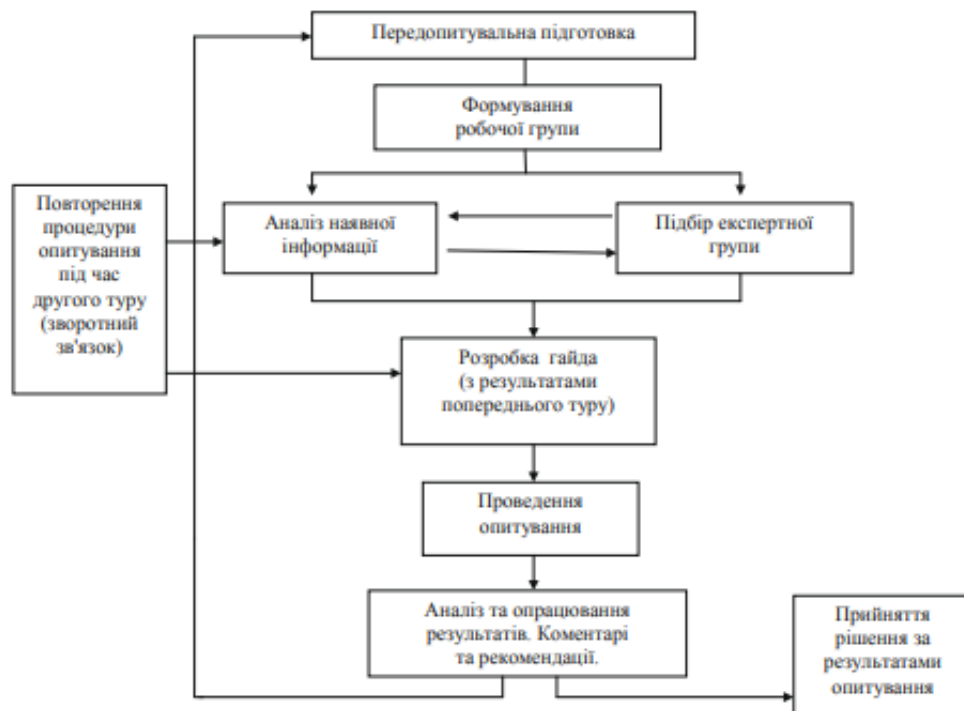 Передопитувальна підготовка
Формування
робочої групи
Повторення
процедури
опитування
під час
другого туру
(зворотний
зв'язок)
Аналіз наявної
інформації
Підбір експертної
групи
Розробка гайда
(з результатами
попереднього туру)
Проведення
опитування
Аналіз та опрацювання
результатів. Коментарі
та рекомендації.
Прийняття
рішення за
результатами
опитування